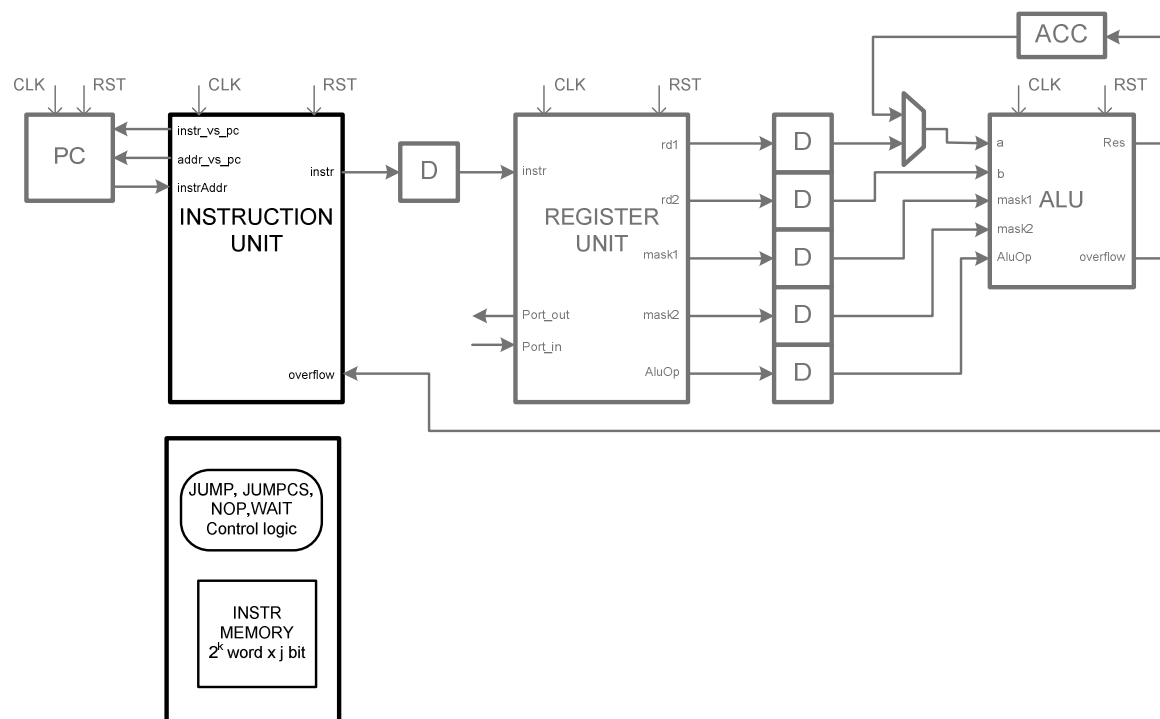 ACC
CLK RST
CLK RST
CLK RST
CLK RST
PC
instr_vs_pc
addr_vs_pc
instrAddr
instr
INSTRUCTION
UNIT
overflow
D
instr
REGISTER
UNIT
rd1
rd2
mask1
mask2
AluOp
Port_out
Port_in
D
D
D
D
D
a
b
mask1
mask2
AluOp
ALU
Res
overflow
JUMP, JUMPCS,
NOP,WAIT
Control logic
INSTR
MEMORY
2^k word x j bit